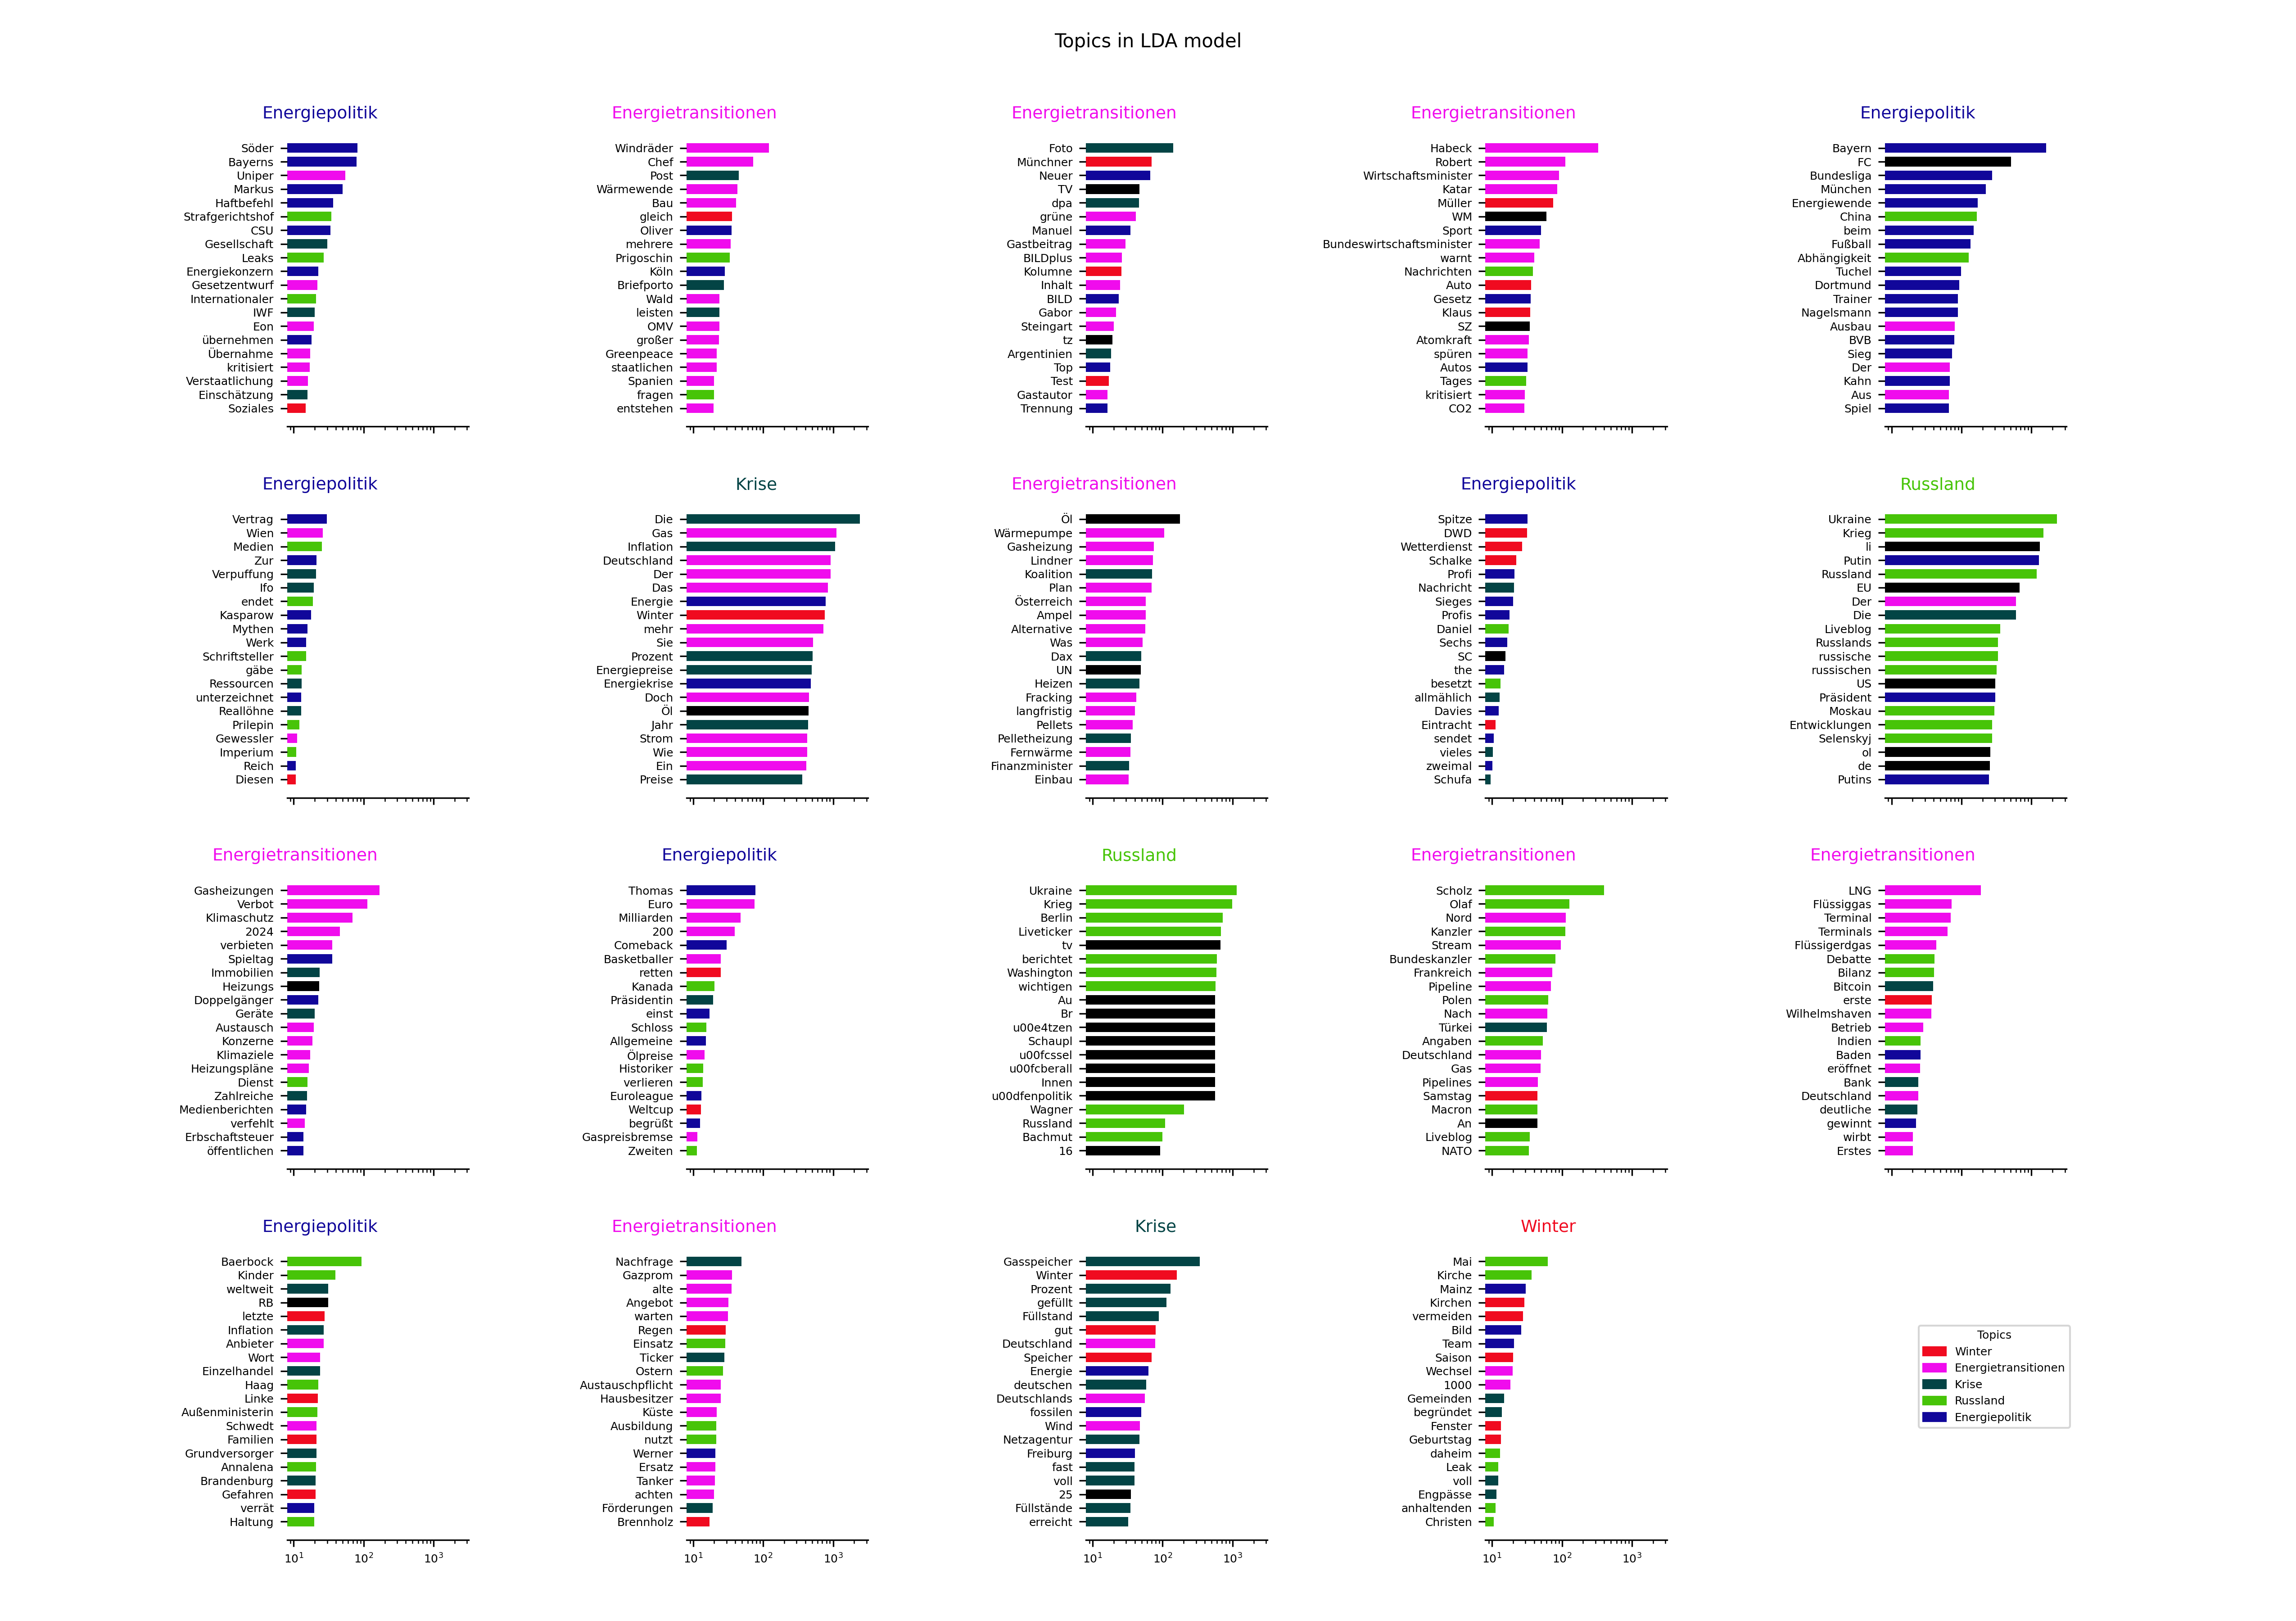 Topics in LDA model
Energiepolitik
Söder
Bayerns
Uniper
Markus
Haftbefehl
Strafgerichtshof
CSU
Gesellschaft
Leaks
Energiekonzern
Gesetzentwurf
Internationaler
IWF
Eon
übernehmen
Übernahme
kritisiert
Verstaatlichung
Einschätzung
Soziales
Energietransitionen
Windräder
Chef
Post
Wärmewende
Bau
gleich
Oliver
mehrere
Prigoschin
Köln
Briefporto
Wald
leisten
OMV
großer
Greenpeace
staatlichen
Spanien
fragen
entstehen
Energietransitionen
Foto
Münchner
Neuer
TV
dpa
grüne
Manuel
Gastbeitrag
BILDplus
Kolumne
Inhalt
BILD
Gabor
Steingart
tz
Argentinien
Top
Test
Gastautor
Trennung
Energietransitionen
Habeck
Robert
Wirtschaftsminister
Katar
Müller
WM
Sport
Bundeswirtschaftsminister
warnt
Nachrichten
Auto
Gesetz
Klaus
SZ
Atomkraft
spüren
Autos
Tages
kritisiert
CO2
Energiepolitik
Bayern
FC
Bundesliga
München
Energiewende
China
beim
Fußball
Abhängigkeit
Tuchel
Dortmund
Trainer
Nagelsmann
Ausbau
BVB
Sieg
Der
Kahn
Aus
Spiel
Energiepolitik
Vertrag
Wien
Medien
Zur
Verpuffung
Ifo
endet
Kasparow
Mythen
Werk
Schriftsteller
gäbe
Ressourcen
unterzeichnet
Reallöhne
Prilepin
Gewessler
Imperium
Reich
Diesen
Krise
Die
Gas
Inflation
Deutschland
Der
Das
Energie
Winter
mehr
Sie
Prozent
Energiepreise
Energiekrise
Doch
Öl
Jahr
Strom
Wie
Ein
Preise
Energietransitionen
Öl
Wärmepumpe
Gasheizung
Lindner
Koalition
Plan
Österreich
Ampel
Alternative
Was
Dax
UN
Heizen
Fracking
langfristig
Pellets
Pelletheizung
Fernwärme
Finanzminister
Einbau
Energiepolitik
Spitze
DWD
Wetterdienst
Schalke
Profi
Nachricht
Sieges
Profis
Daniel
Sechs
SC
the
besetzt
allmählich
Davies
Eintracht
sendet
vieles
zweimal
Schufa
Russland
Ukraine
Krieg
li
Putin
Russland
EU
Der
Die
Liveblog
Russlands
russische
russischen
US
Präsident
Moskau
Entwicklungen
Selenskyj
ol
de
Putins
Energietransitionen
Gasheizungen
Verbot
Klimaschutz
2024
verbieten
Spieltag
Immobilien
Heizungs
Doppelgänger
Geräte
Austausch
Konzerne
Klimaziele
Heizungspläne
Dienst
Zahlreiche
Medienberichten
verfehlt
Erbschaftsteuer
öffentlichen
Energiepolitik
Thomas
Euro
Milliarden
200
Comeback
Basketballer
retten
Kanada
Präsidentin
einst
Schloss
Allgemeine
Ölpreise
Historiker
verlieren
Euroleague
Weltcup
begrüßt
Gaspreisbremse
Zweiten
Russland
Ukraine
Krieg
Berlin
Liveticker
tv
berichtet
Washington
wichtigen
Au
Br
u00e4tzen
Schaupl
u00fcssel
u00fcberall
Innen
u00dfenpolitik
Wagner
Russland
Bachmut
16
Energietransitionen
Scholz
Olaf
Nord
Kanzler
Stream
Bundeskanzler
Frankreich
Pipeline
Polen
Nach
Türkei
Angaben
Deutschland
Gas
Pipelines
Samstag
Macron
An
Liveblog
NATO
Energietransitionen
LNG
Flüssiggas
Terminal
Terminals
Flüssigerdgas
Debatte
Bilanz
Bitcoin
erste
Wilhelmshaven
Betrieb
Indien
Baden
eröffnet
Bank
Deutschland
deutliche
gewinnt
wirbt
Erstes
Energiepolitik
Baerbock
Kinder
weltweit
RB
letzte
Inflation
Anbieter
Wort
Einzelhandel
Haag
Linke
Außenministerin
Schwedt
Familien
Grundversorger
Annalena
Brandenburg
Gefahren
verrät
Haltung
10¹ 10² 10³
Energietransitionen
Nachfrage
Gazprom
alte
Angebot
warten
Regen
Einsatz
Ticker
Ostern
Austauschpflicht
Hausbesitzer
Küste
Ausbildung
nutzt
Werner
Ersatz
Tanker
achten
Förderungen
Brennholz
10¹ 10² 10³
Krise
Gasspeicher
Winter
Prozent
gefüllt
Füllstand
gut
Deutschland
Speicher
Energie
deutschen
Deutschlands
fossilen
Wind
Netzagentur
Freiburg
fast
voll
25
Füllstände
erreicht
10¹ 10² 10³
Winter
Mai
Kirche
Mainz
Kirchen
vermeiden
Bild
Team
Saison
Wechsel
1000
Gemeinden
begründet
Fenster
Geburtstag
daheim
Leak
voll
Engpässe
anhaltenden
Christen
10¹ 10² 10³
Topics
Winter
Energietransitionen
Krise
Russland
Energiepolitik